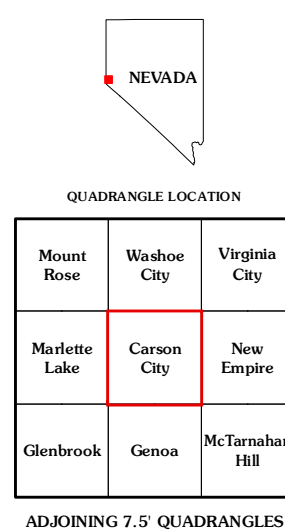 NEVADA
QUADRANGLE LOCATION
Mount
Rose
Washoe
City
Virginia
City
Marlette
Lake
Carson
City
New
Empire
Glenbrook
Genoa
McTarnahan
Hill
ADJOINING 7.5' QUADRANGLES